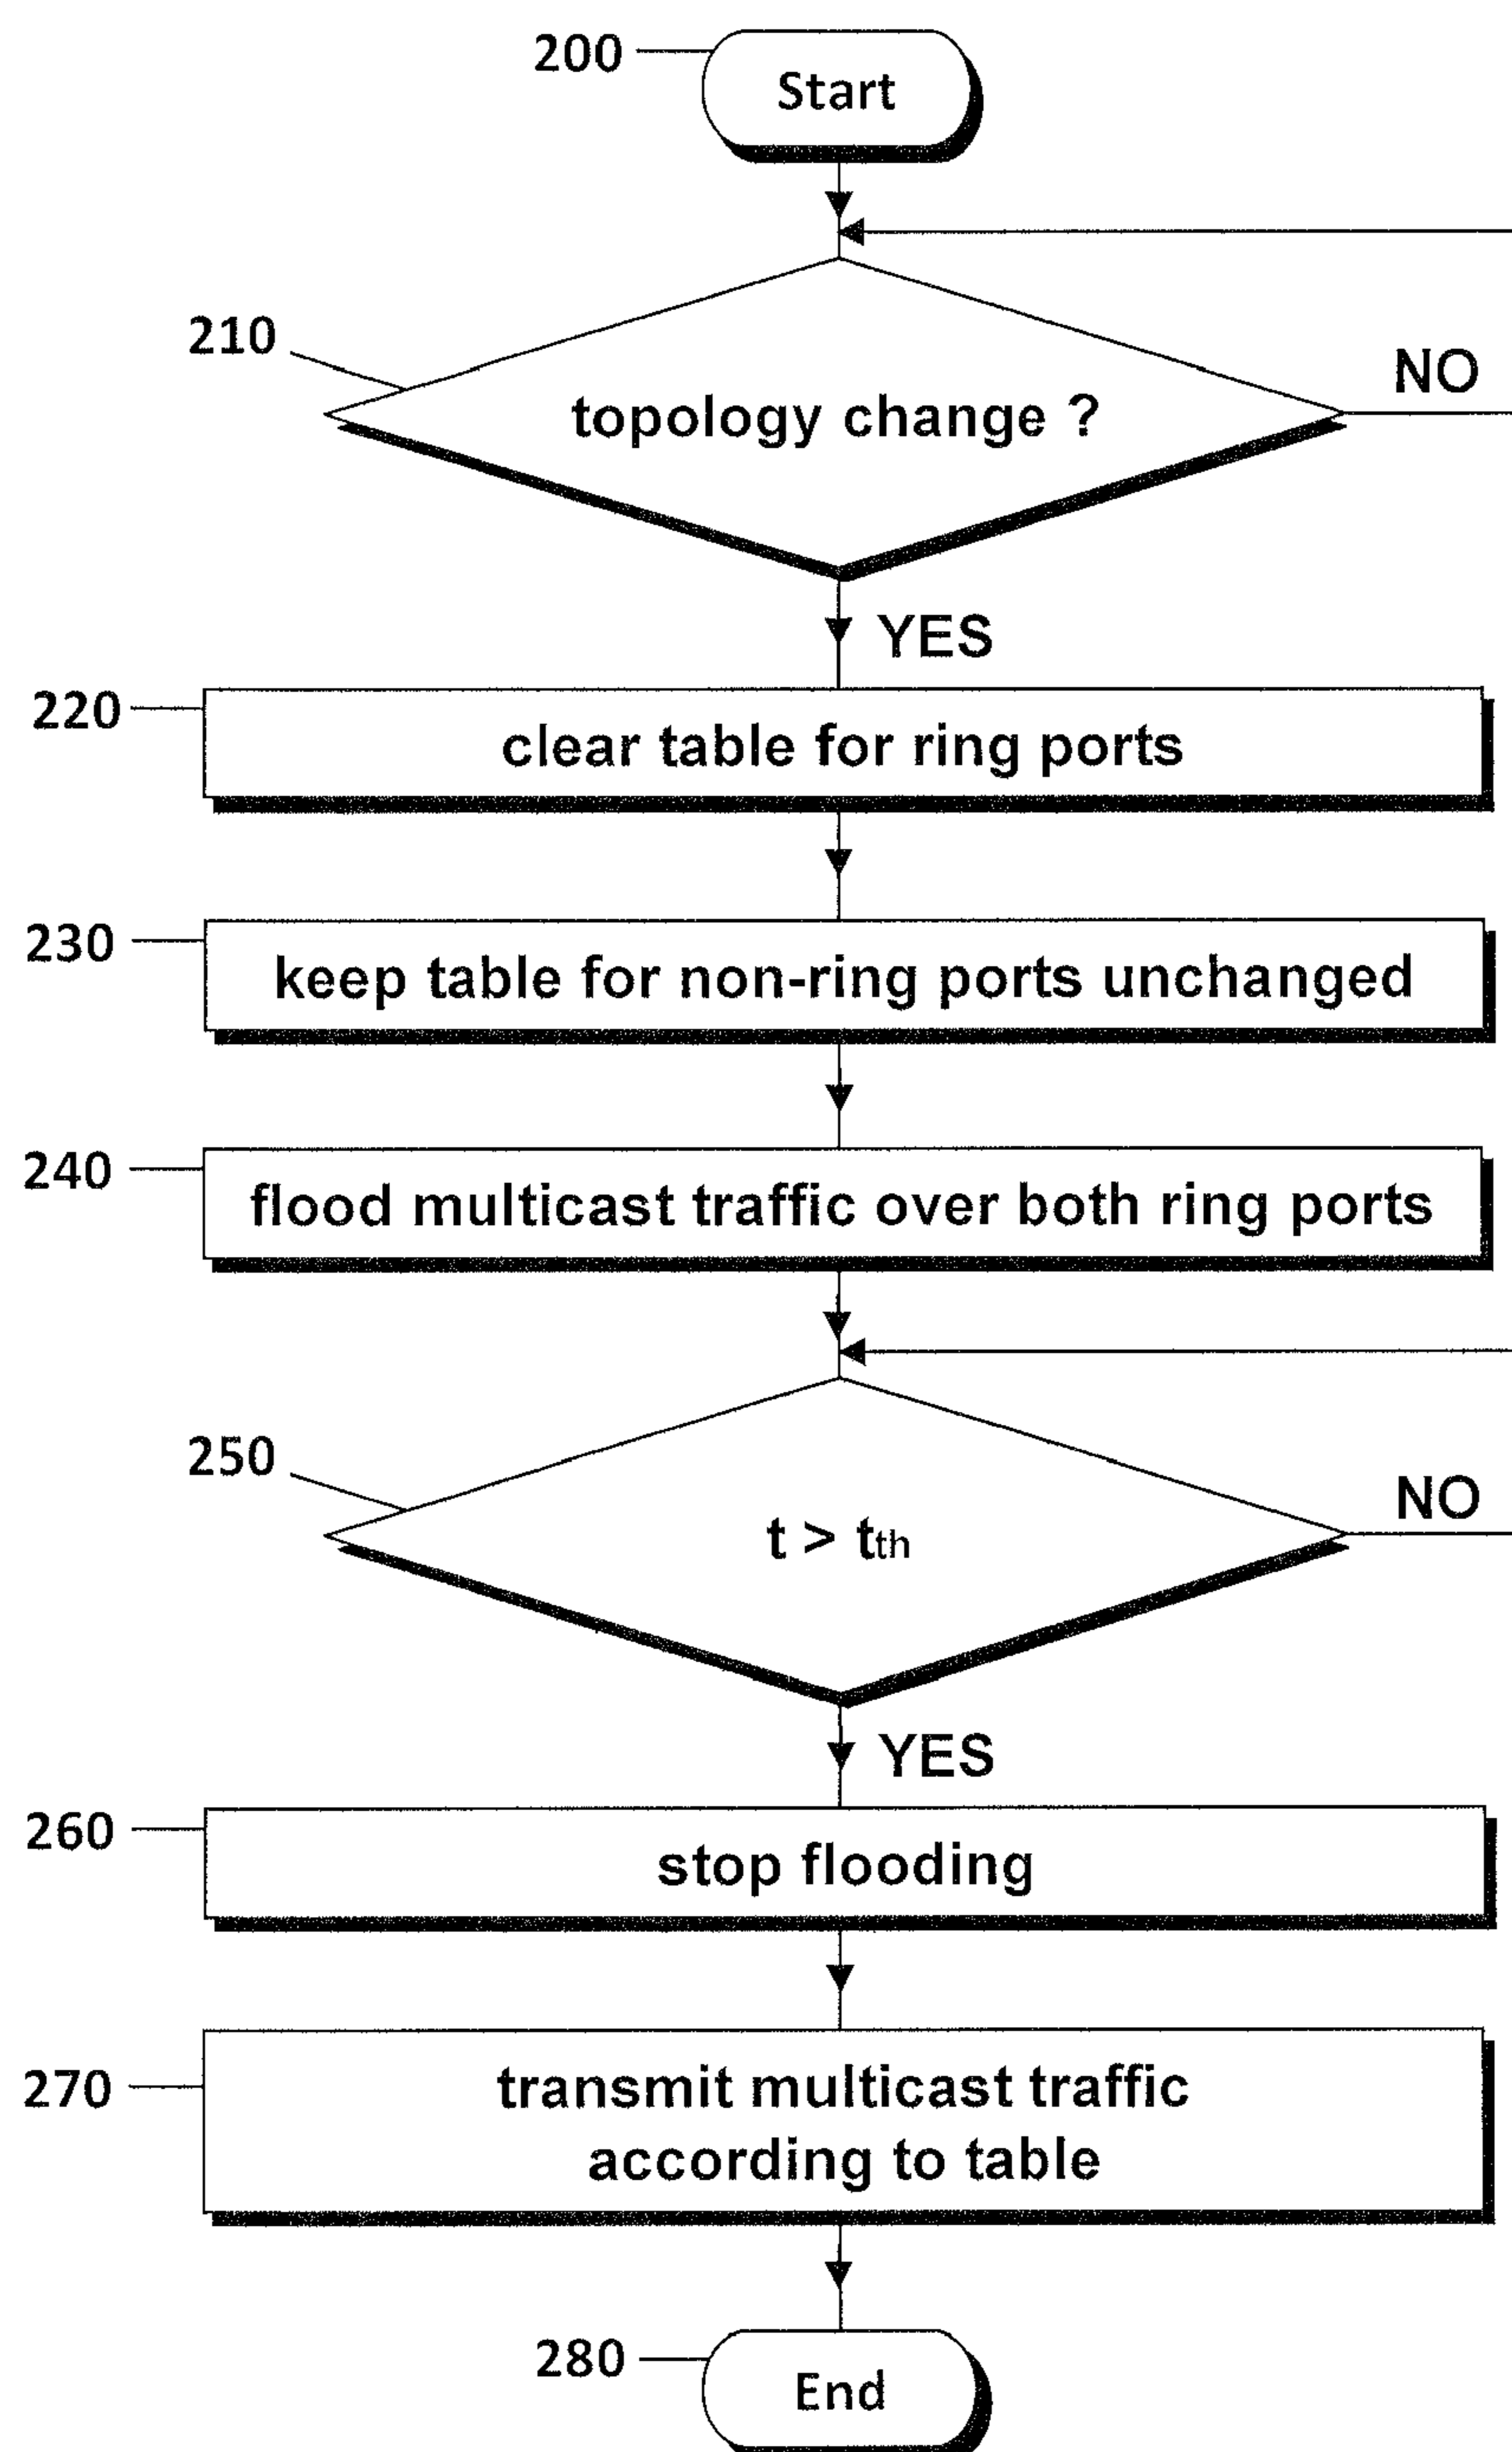 200
Start
210
topology change ?
NO
YES
220
clear table for ring ports
230
keep table for non-ring ports unchanged
240
flood multicast traffic over both ring ports
250
t > tth
NO
YES
260
stop flooding
270
transmit multicast traffic
according to table
280
End